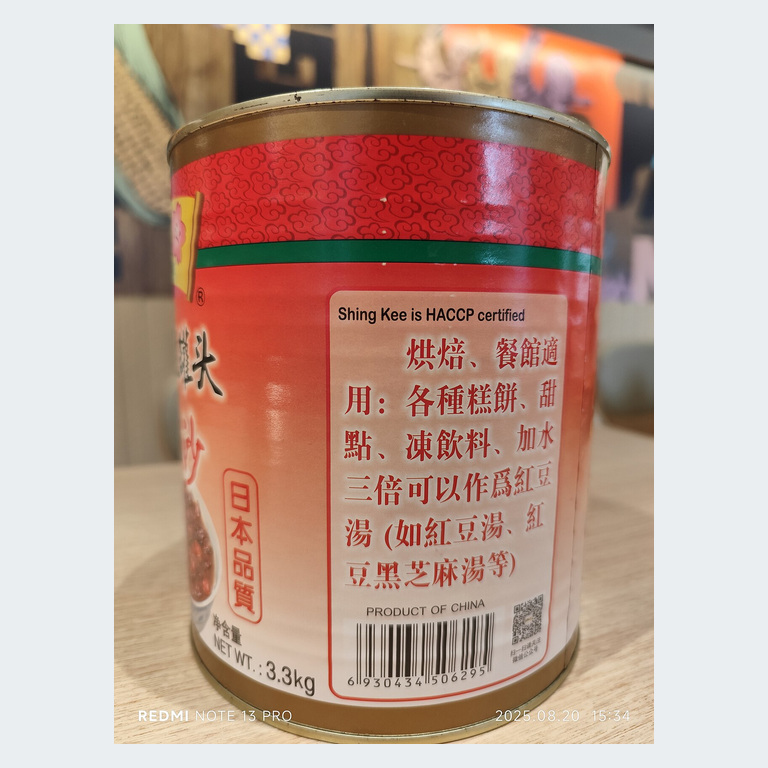 ®
罐头
沙
日本品質
净含量
NET WT.: 3.3kg
Shing Kee is HACCP certified
烘焙、餐館適
用：各種糕餅、甜
點、凍飲料、加水
三倍可以作爲紅豆
湯 (如紅豆湯、紅
豆黑芝麻湯等)
PRODUCT OF CHINA
6 930434 506295
REDMI NOTE 13 PRO
2025.08.20 15:34